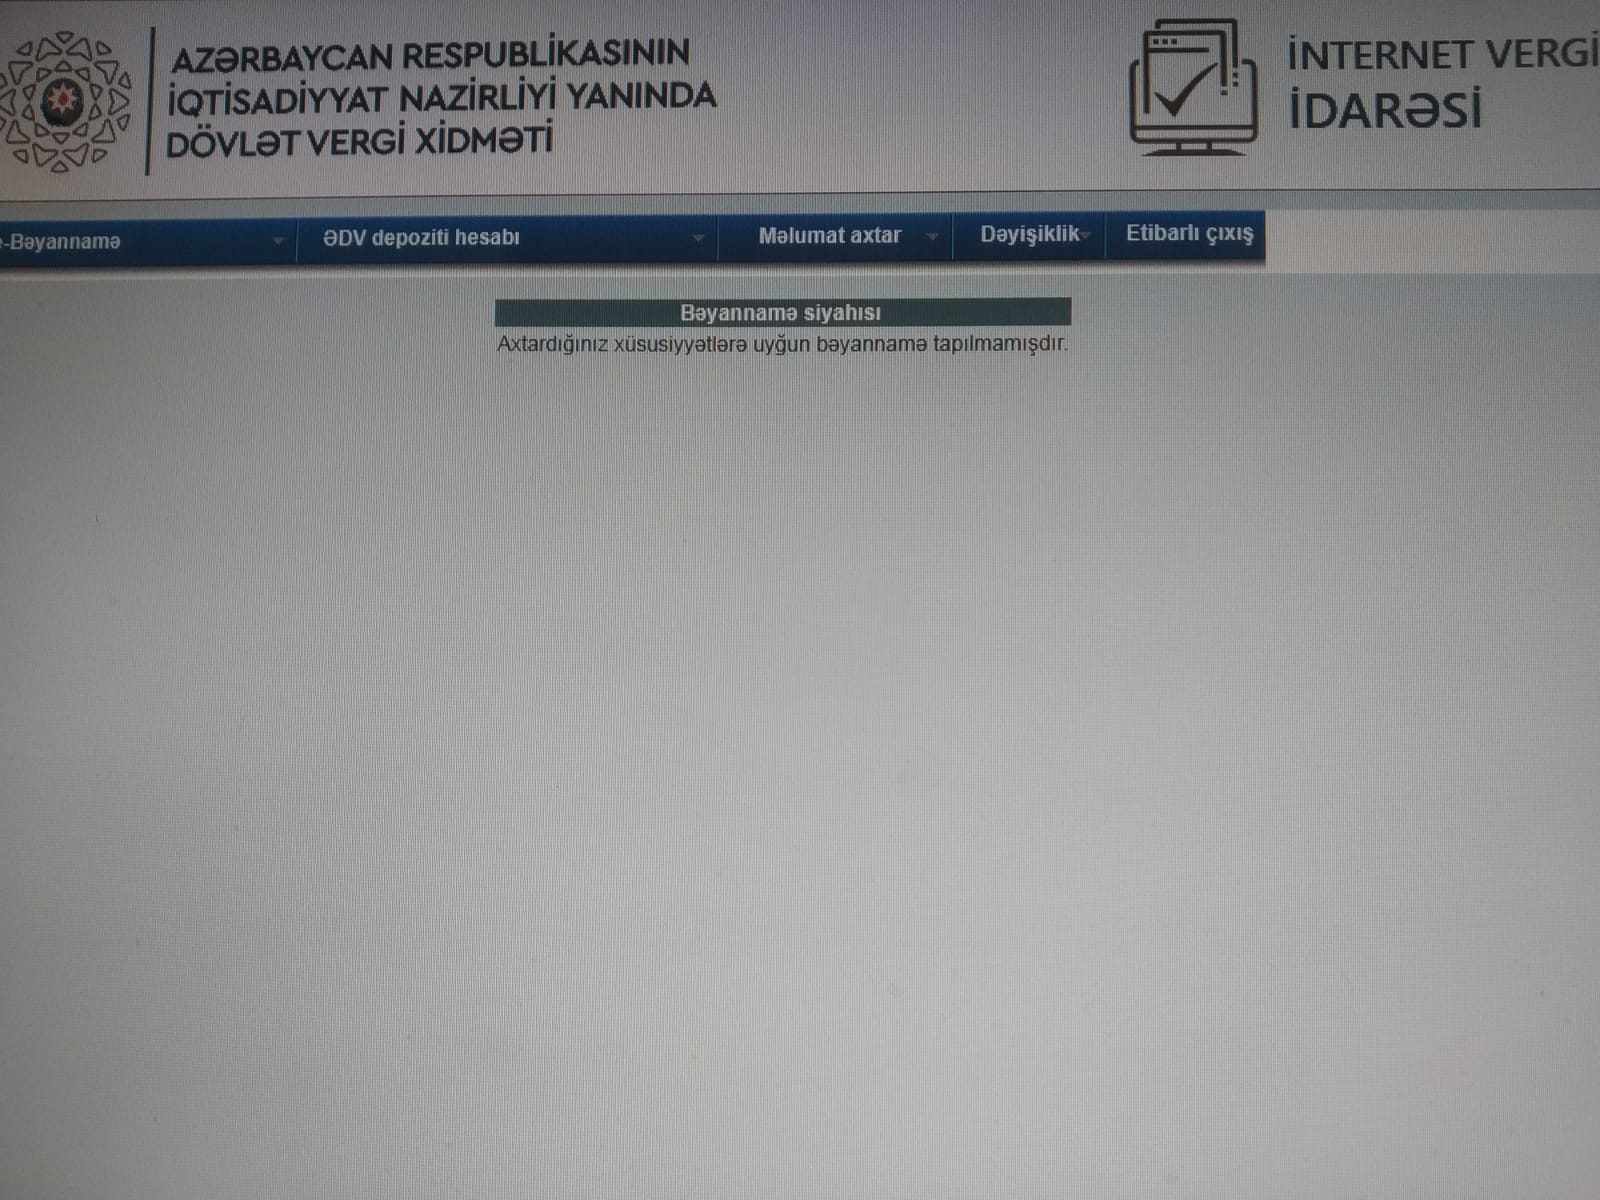 AZƏRBAYCAN RESPUBLİKASININ
İQTİSADİYYAT NAZİRLİYİ YANINDA
DÖVLƏT VERGİ XİDMƏTİ
İNTERNET VERGİ
İDARƏSİ
e-Bəyannamə ƏDV depoziti hesabı Məlumat axtar Dəyişiklik Etibarlı çıxış
Bəyannamə siyahısı
Axtardığınız xüsusiyyətlərə uyğun bəyannamə tapılmamışdır.